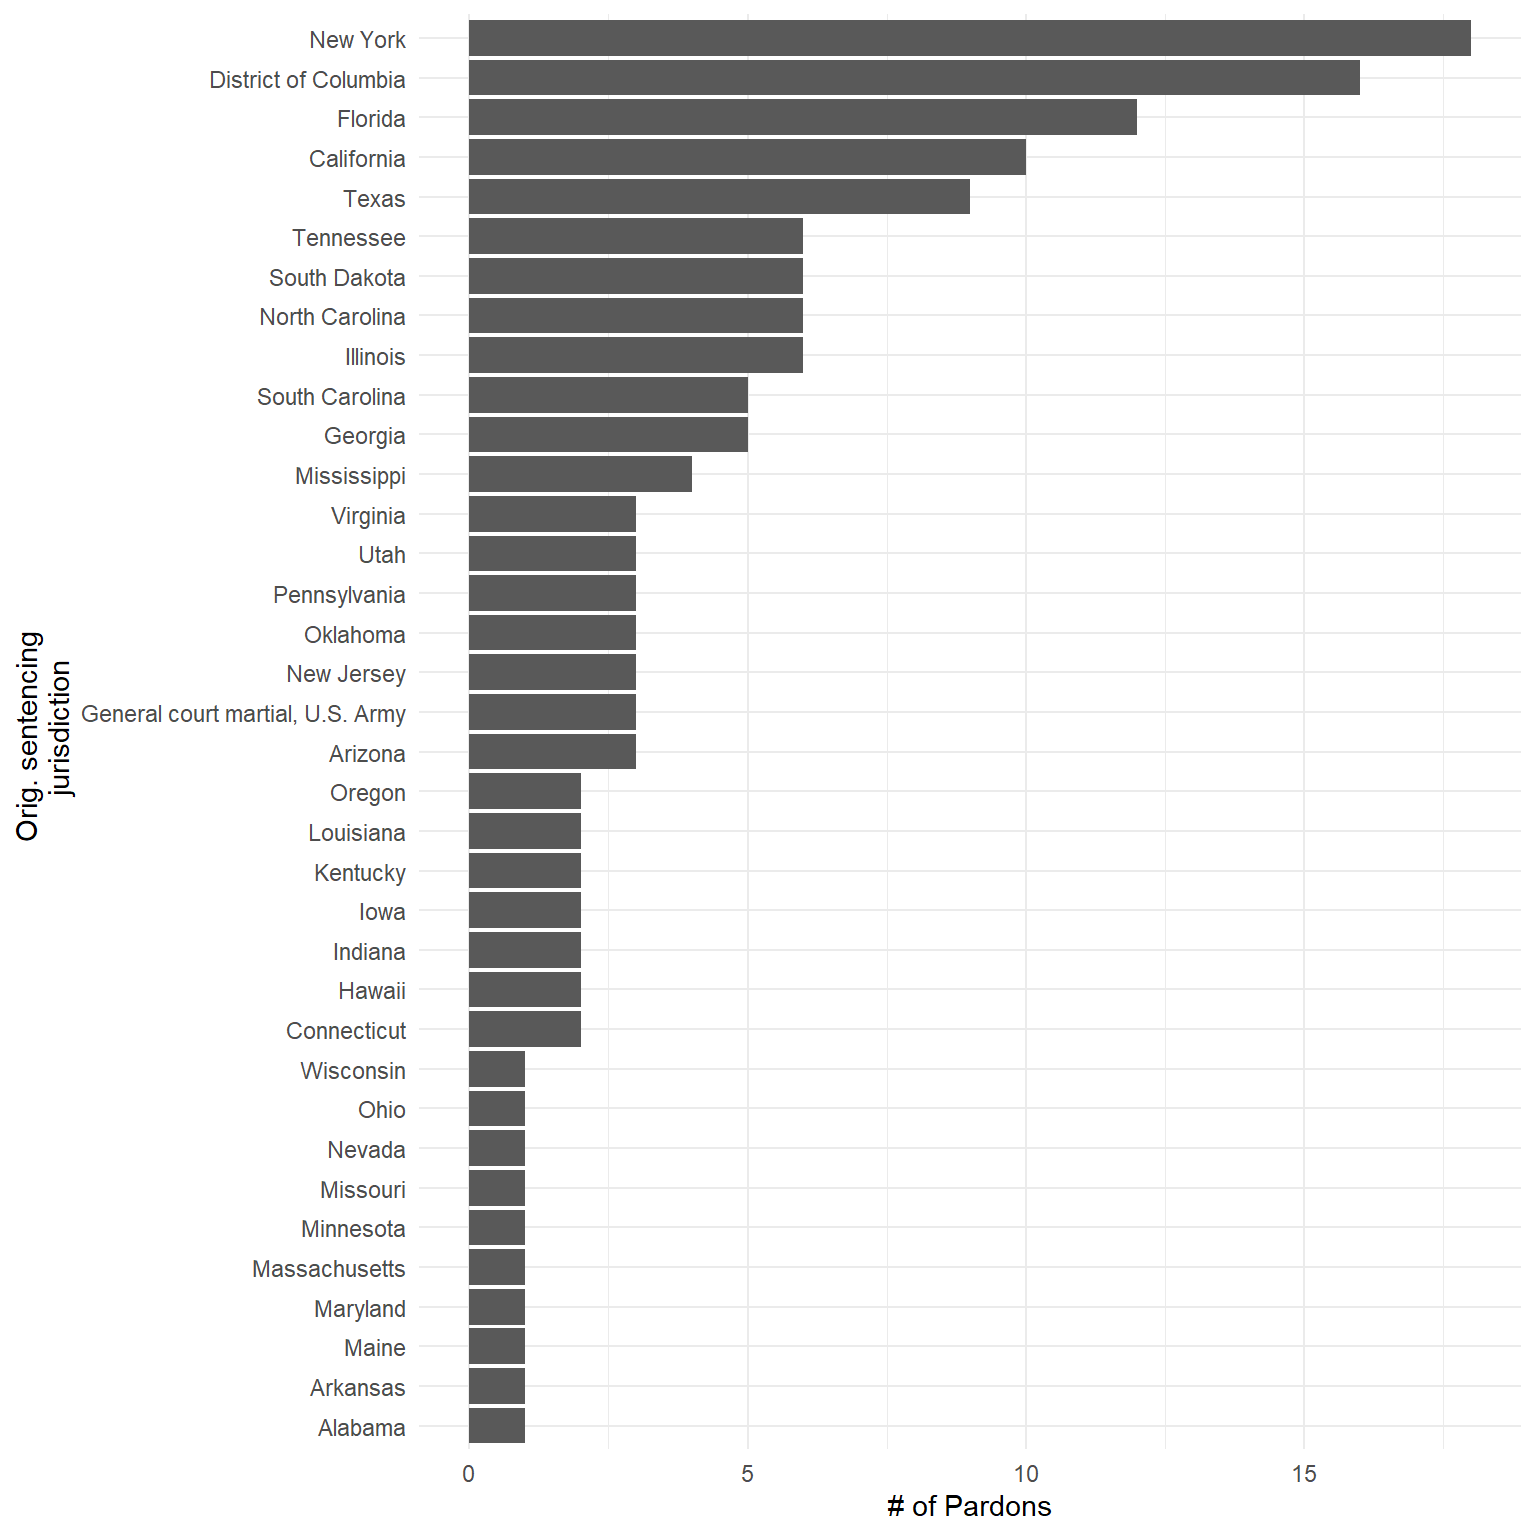 New York
District of Columbia
Florida
California
Texas
Tennessee
South Dakota
North Carolina
Illinois
South Carolina
Georgia
Mississippi
Virginia
Utah
Pennsylvania
Oklahoma
New Jersey
General court martial, U.S. Army
Arizona
Oregon
Louisiana
Kentucky
Iowa
Indiana
Hawaii
Connecticut
Wisconsin
Ohio
Nevada
Missouri
Minnesota
Massachusetts
Maryland
Maine
Arkansas
Alabama
Orig. sentencing
jurisdiction
0 5 10 15
# of Pardons